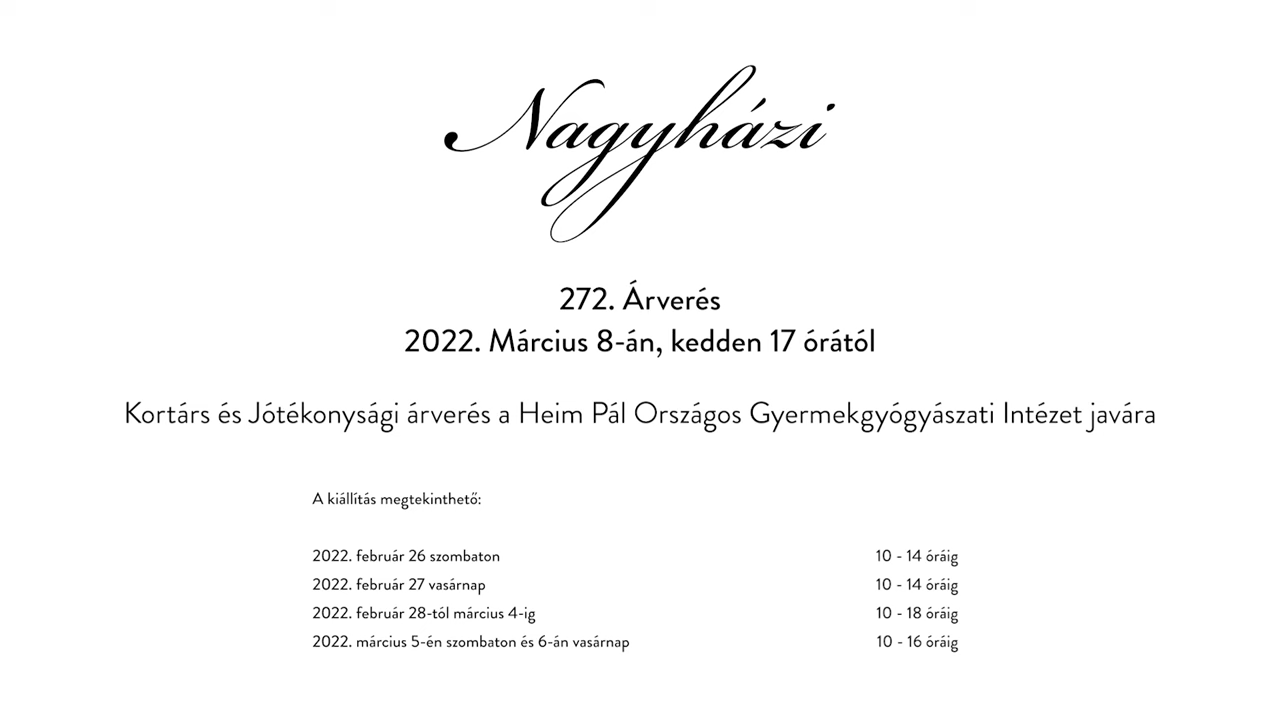 Nagyházi
272. Árverés
2022. Március 8-án, kedden 17 órától
Kortárs és Jótékonysági árverés a Heim Pál Országos Gyermekgyógyászati Intézet javára
A kiállítás megtekinthető:
2022. február 26 szombaton 10 - 14 óráig
2022. február 27 vasárnap 10 - 14 óráig
2022. február 28-tól március 4-ig 10 - 18 óráig
2022. március 5-én szombaton és 6-án vasárnap 10 - 16 óráig